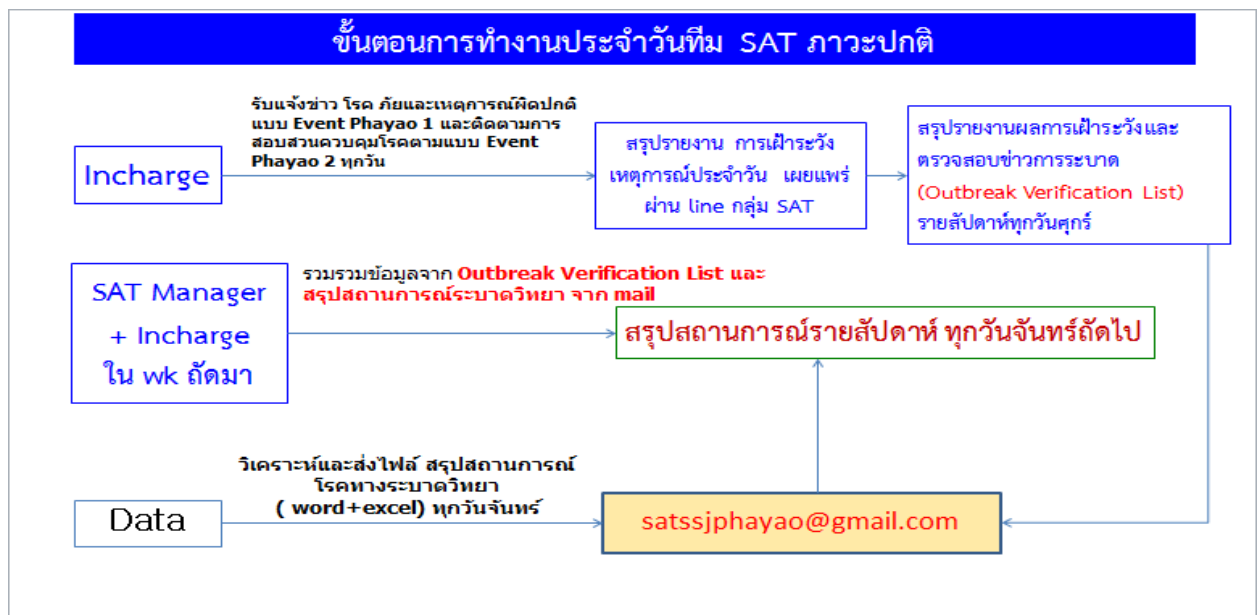 ขั้นตอนการทำงานประจำวันทีม SAT ภาวะปกติ
Incharge
รับแจ้งข่าว โรค ภัยและเหตุการณ์ผิดปกติ
แบบ Event Phayao 1 และติดตามการ
สอบสวนควบคุมโรคตามแบบ Event
Phayao 2 ทุกวัน
สรุปรายงาน การเฝ้าระวัง
เหตุการณ์ประจำวัน เผยแพร่
ผ่าน line กลุ่ม SAT
สรุปรายงานผลการเฝ้าระวังและ
ตรวจสอบข่าวการระบาด
(Outbreak Verification List)
รายสัปดาห์ทุกวันศุกร์
SAT Manager
+ Incharge
ใน wk ถัดมา
รวมรวมข้อมูลจาก Outbreak Verification List และ
สรุปสถานการณ์ระบาดวิทยา จาก mail
สรุปสถานการณ์รายสัปดาห์ ทุกวันจันทร์ถัดไป
Data
วิเคราะห์และส่งไฟล์ สรุปสถานการณ์
โรคทางระบาดวิทยา
( word+excel) ทุกวันจันทร์
satssjphayao@gmail.com